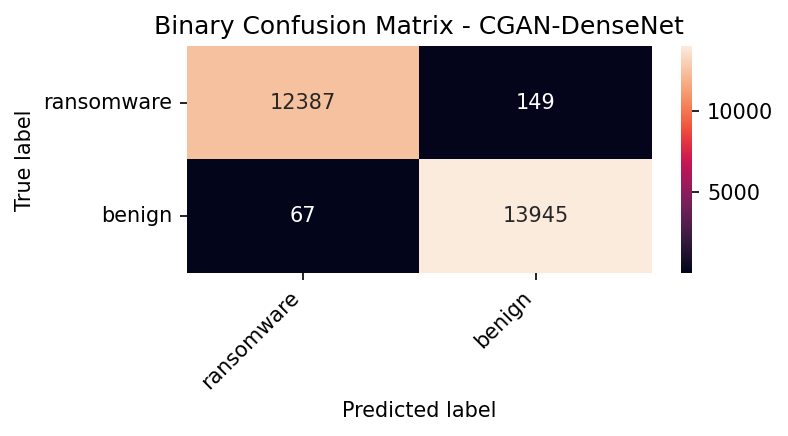 Binary Confusion Matrix - CGAN-DenseNet
True label
ransomware
12387
149
benign
67
13945
10000
5000
ransomware
benign
Predicted label